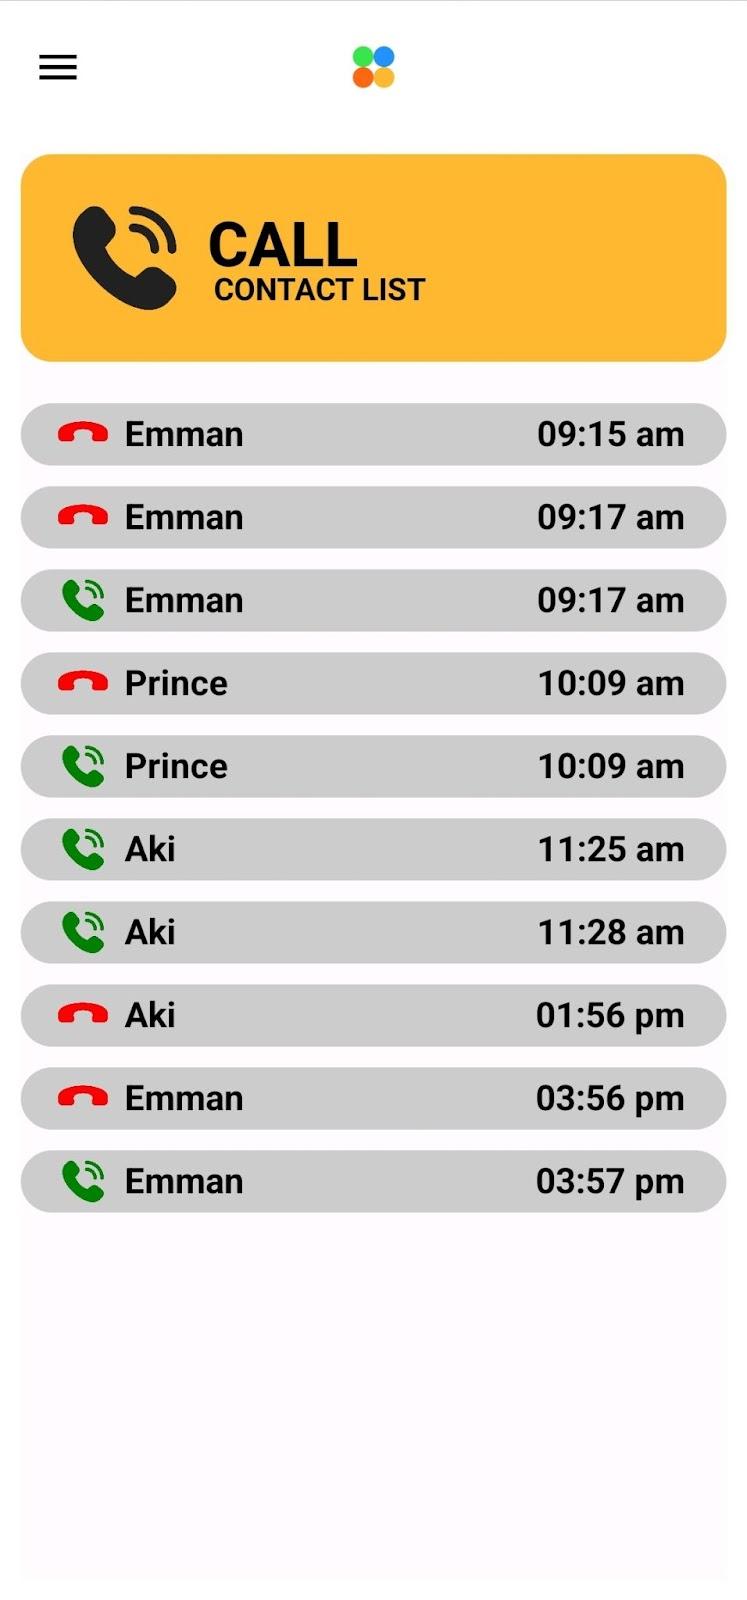 CALL
CONTACT LIST
Emman 09:15 am
Emman 09:17 am
Emman 09:17 am
Prince 10:09 am
Prince 10:09 am
Aki 11:25 am
Aki 11:28 am
Aki 01:56 pm
Emman 03:56 pm
Emman 03:57 pm